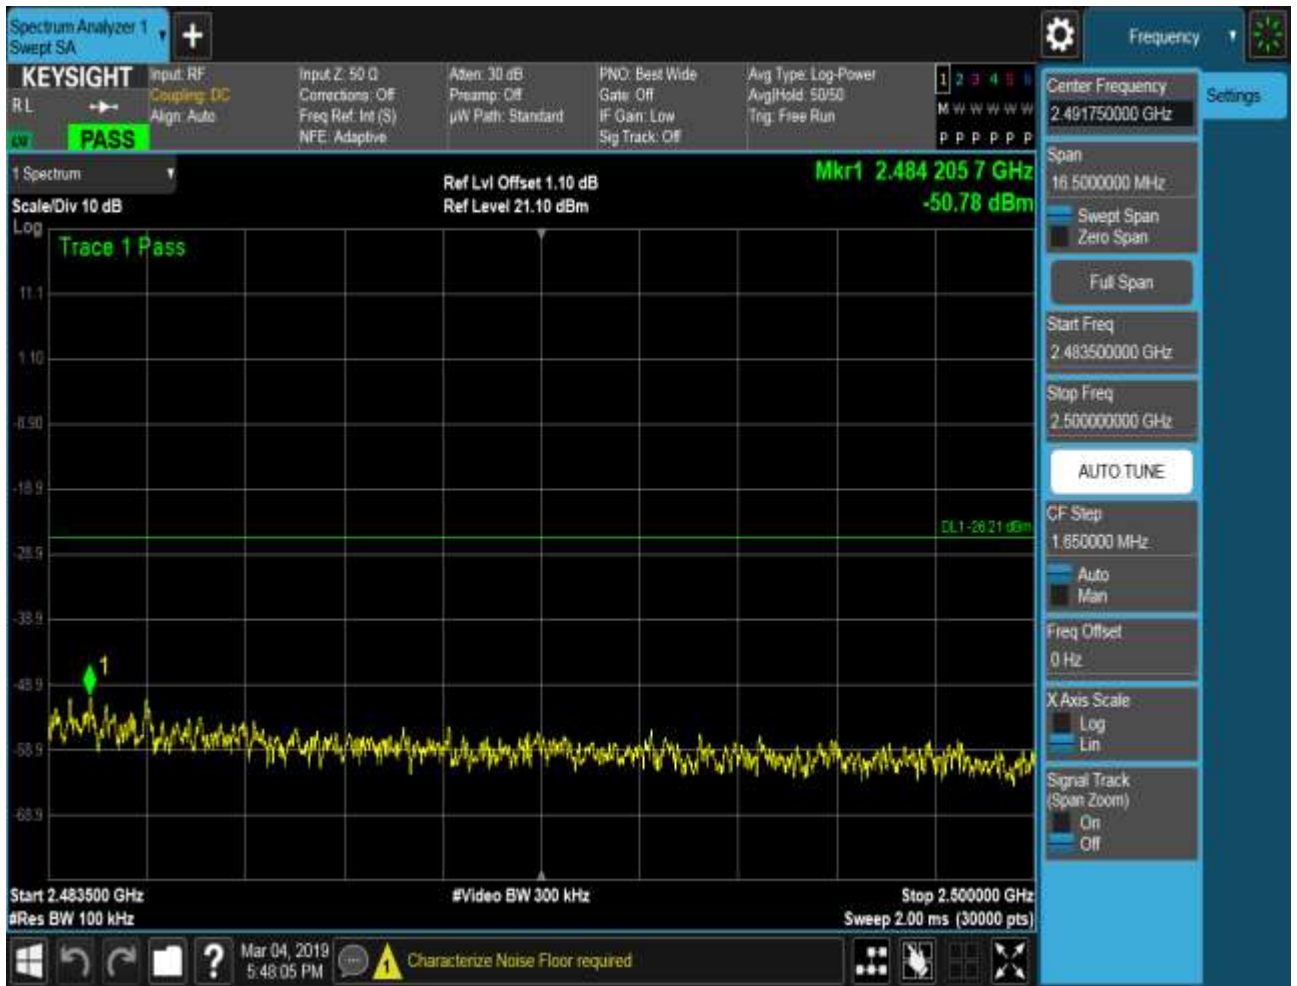 Spectrum Analyzer 1
Swept SA
Frequency
KEYSIGHT
R L
PASS
Input: RF
Coupling: DC
Align: Auto
Input Z: 50 Ω
Corrections: Off
Freq Ref: Int (S)
NFE: Adaptive
Atten: 30 dB
Preamp: Off
µW Path: Standard
PNO: Best Wide
Gate: Off
IF Gain: Low
Sig Track: Off
Avg Type: Log-Power
Avg|Hold: 50/50
Trig: Free Run
1 2 3 4 5 6
M W W W W W
P P P P P P
1 Spectrum
Scale/Div 10 dB
Ref Lvl Offset 1.10 dB
Ref Level 21.10 dBm
Mkr1 2.484 205 7 GHz
-50.78 dBm
Log
Trace 1 Pass
11.1
1.10
-8.90
-18.9
-28.9
-38.9
-48.9
-58.9
-68.9
DL1 -26.21 dBm
1
Start 2.483500 GHz
#Res BW 100 kHz
#Video BW 300 kHz
Stop 2.500000 GHz
Sweep 2.00 ms (30000 pts)
Center Frequency
2.491750000 GHz
Settings
Span
16.5000000 MHz
Swept Span
Zero Span
Full Span
Start Freq
2.483500000 GHz
Stop Freq
2.500000000 GHz
AUTO TUNE
CF Step
1.650000 MHz
Auto
Man
Freq Offset
0 Hz
X Axis Scale
Log
Lin
Signal Track
(Span Zoom)
On
Off
?
Mar 04, 2019
5:48:05 PM
1
Characterize Noise Floor required